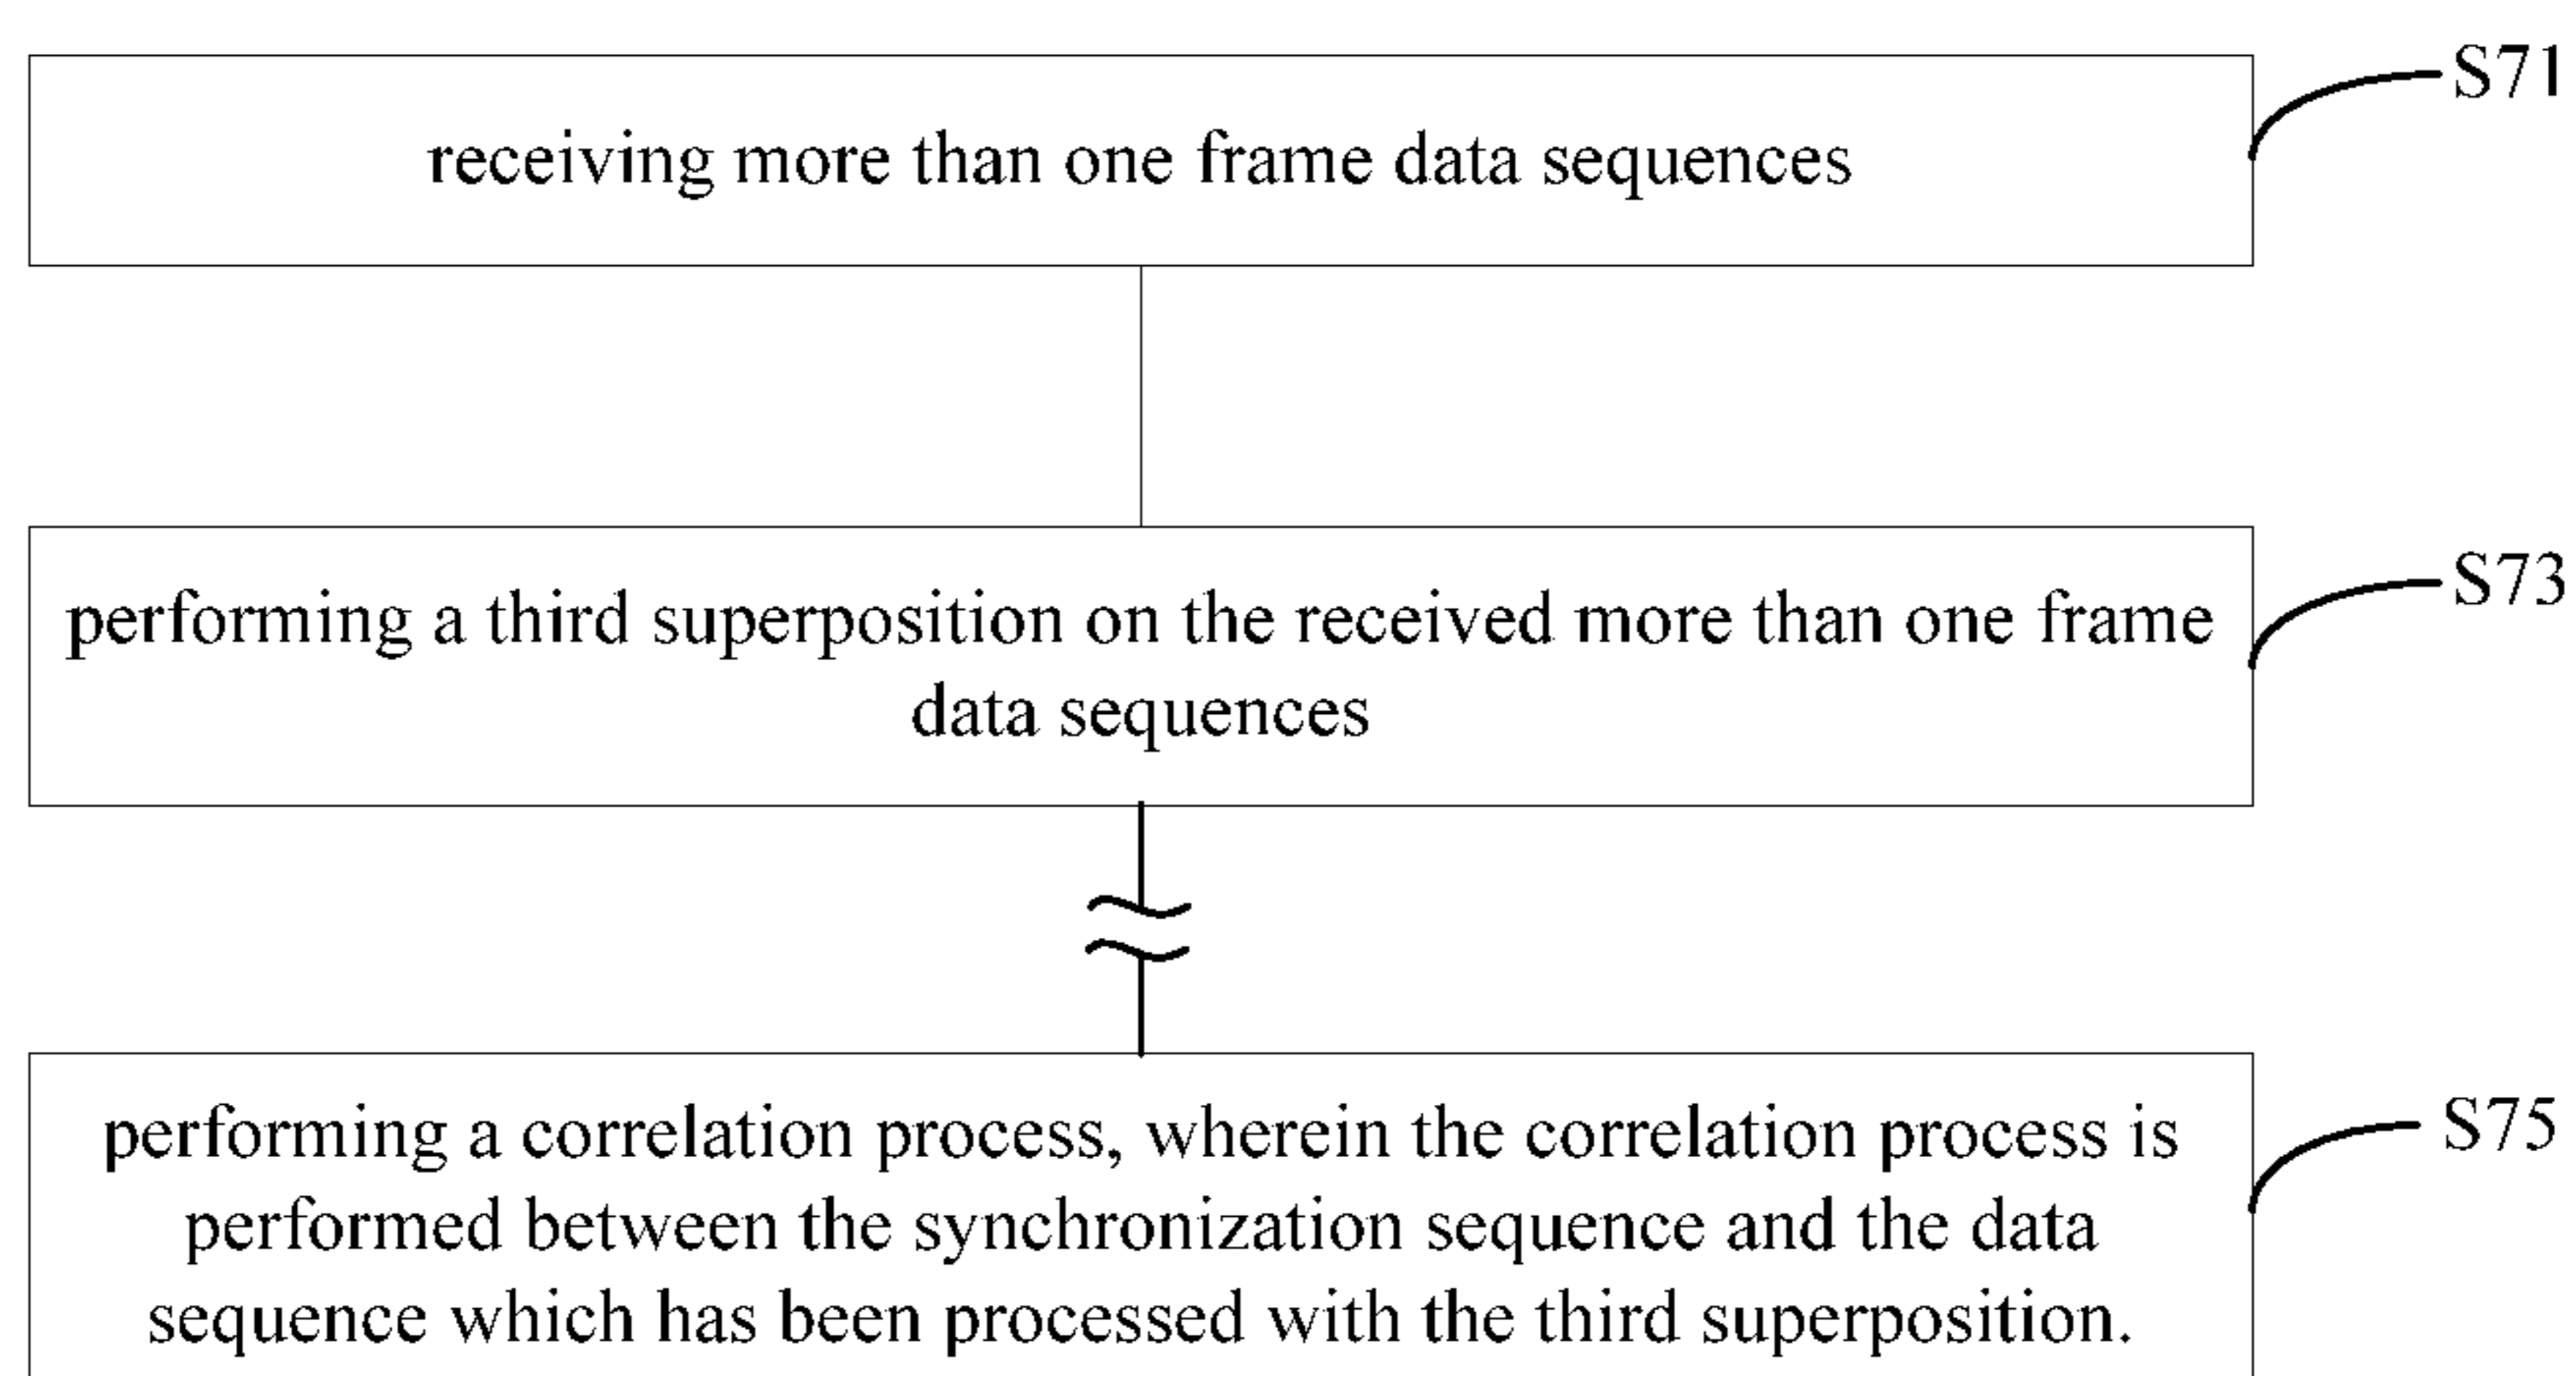 S71
receiving more than one frame data sequences
S73
performing a third superposition on the received more than one frame
data sequences
S75
performing a correlation process, wherein the correlation process is
performed between the synchronization sequence and the data
sequence which has been processed with the third superposition.